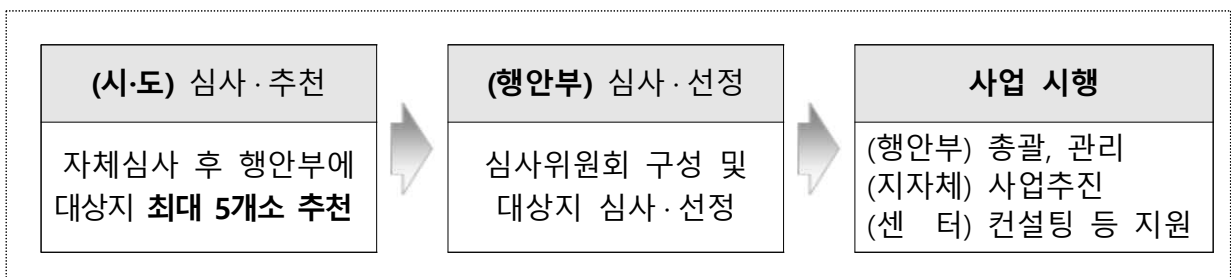 (시·도) 심사·추천
자체심사 후 행안부에
대상지 최대 5개소 추천
(행안부) 심사·선정
심사위원회 구성 및
대상지 심사·선정
사업 시행
(행안부) 총괄, 관리
(지자체) 사업추진
(센 터) 컨설팅 등 지원